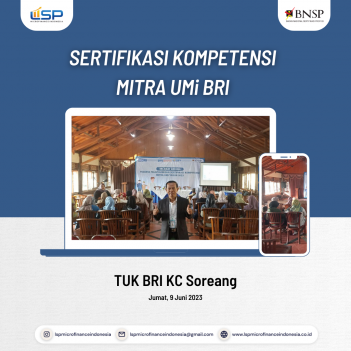 LSP
BNSP
SERTIFIKASI KOMPETENSI
MITRA UMi BRI
TUK BRI KC Soreang
Jumat, 9 Juni 2023
lspmicrofinanceindonesia
lspmicrofinanceindonesia@gmail.com
www.lspmicrofinanceindonesia.co.id